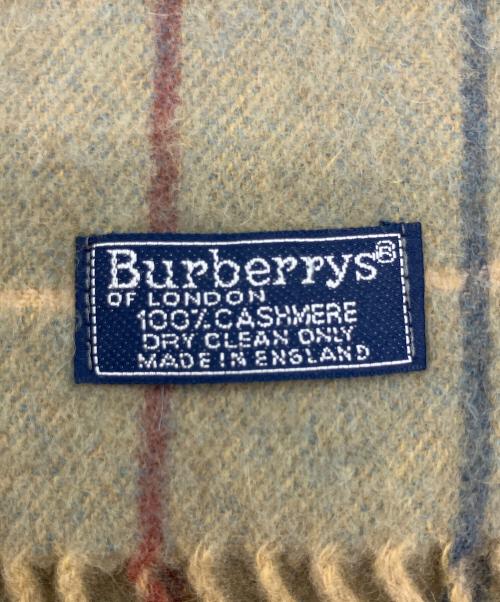 Burberrys®
OF LONDON
100% CASHMERE
DRY CLEAN ONLY
MADE IN ENGLAND